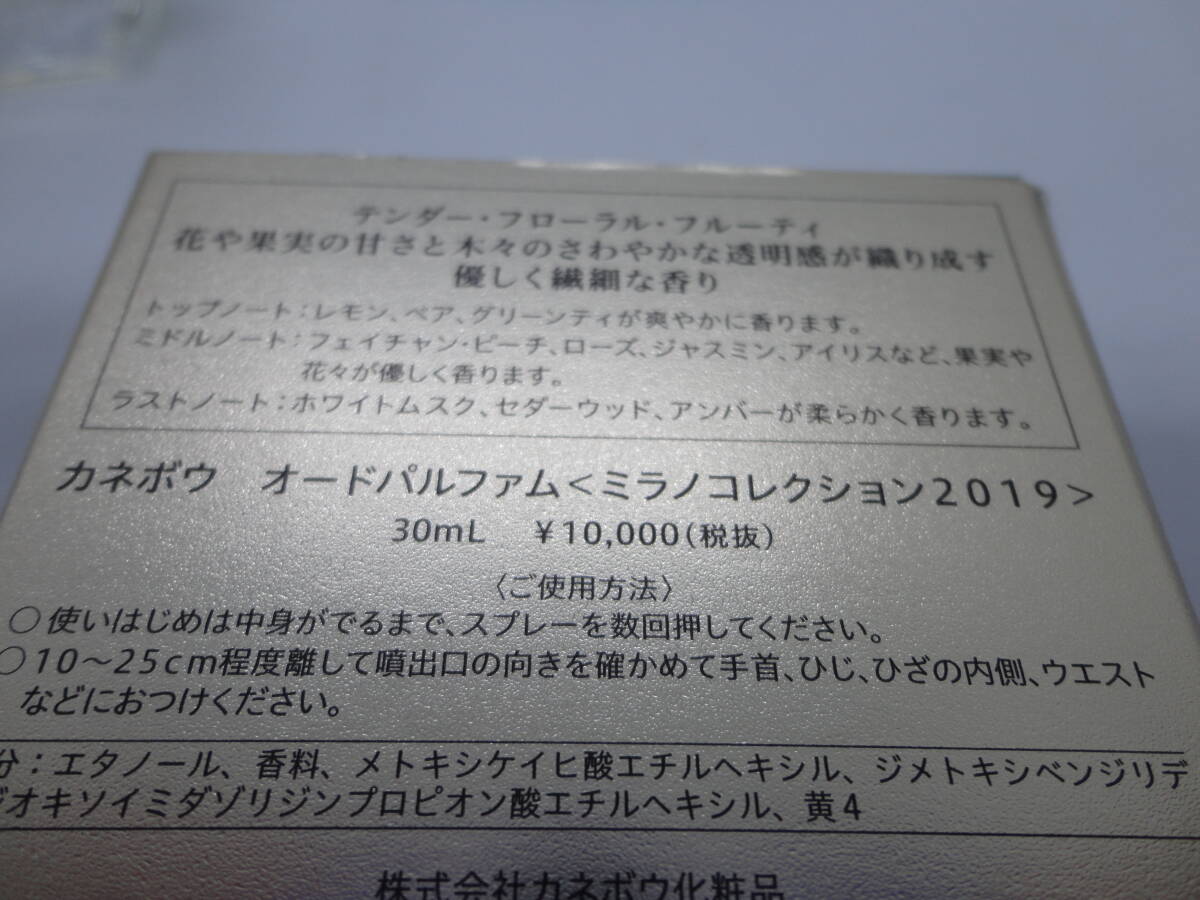 テンダー・フローラル・フルーティ
花や果実の甘さと木々のさわやかな透明感が織り成す
優しく繊細な香り
トップノート：レモン、ペア、グリーンティが爽やかに香ります。
ミドルノート：フェイチャン・ピーチ、ローズ、ジャスミン、アイリスなど、果実や
花々が優しく香ります。
ラストノート：ホワイトムスク、セダーウッド、アンバーが柔らかく香ります。
カネボウ　オードパルファム＜ミラノコレクション2019＞
30mL　￥10,000（税抜）
〈ご使用方法〉
○使いはじめは中身がでるまで、スプレーを数回押してください。
○10〜25cm程度離して噴出口の向きを確かめて手首、ひじ、ひざの内側、ウエスト
などにおつけください。
分：エタノール、香料、メトキシケイヒ酸エチルヘキシル、ジメトキシベンジリデ
ジオキソイミダゾリジンプロピオン酸エチルヘキシル、黄4
株式会社カネボウ化粧品